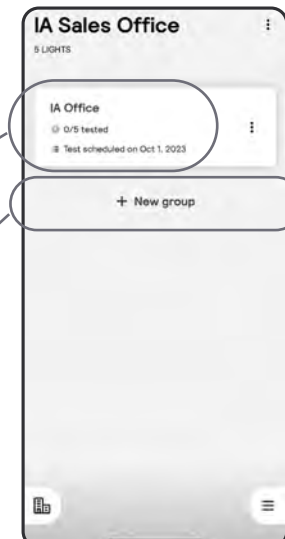 IA Sales Office
5 LIGHTS
IA Office
0/5 tested
Test scheduled on Oct 1, 2023
+ New group